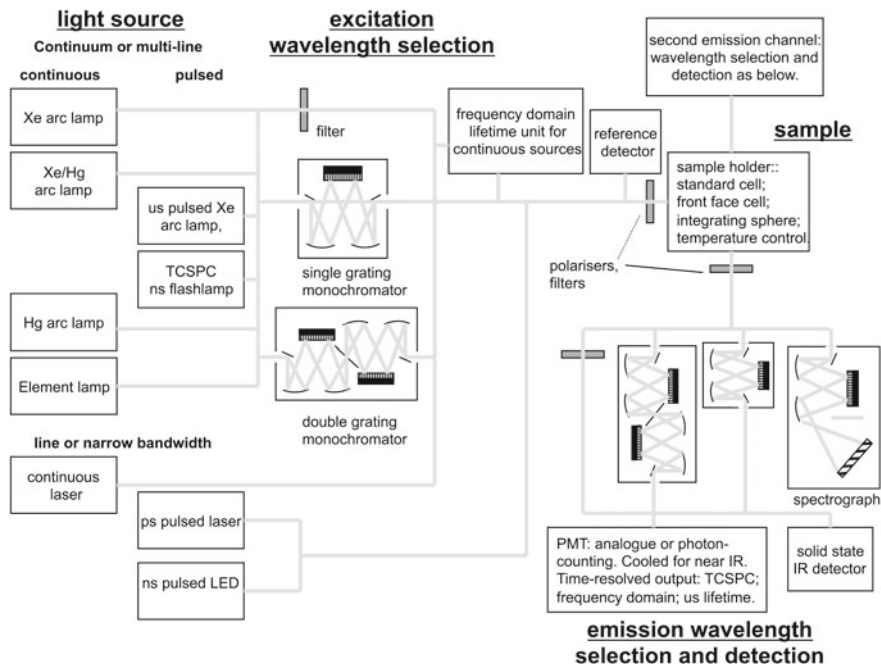 light source
Continuum or multi-line
continuous
pulsed
Xe arc lamp
Xe/Hg
arc lamp
us pulsed Xe
arc lamp,
TCSPC
ns flashlamp
Hg arc lamp
Element lamp
line or narrow bandwidth
continuous
laser
ps pulsed laser
ns pulsed LED
excitation
wavelength selection
filter
single grating
monochromator
double grating
monochromator
frequency domain
lifetime unit for
continuous sources
reference
detector
second emission channel:
wavelength selection and
detection as below.
sample
sample holder::
standard cell;
front face cell;
integrating sphere;
temperature control.
polarisers,
filters
spectrograph
PMT: analogue or photon-
counting. Cooled for near IR.
Time-resolved output: TCSPC;
frequency domain; us lifetime.
solid state
IR detector
emission wavelength
selection and detection